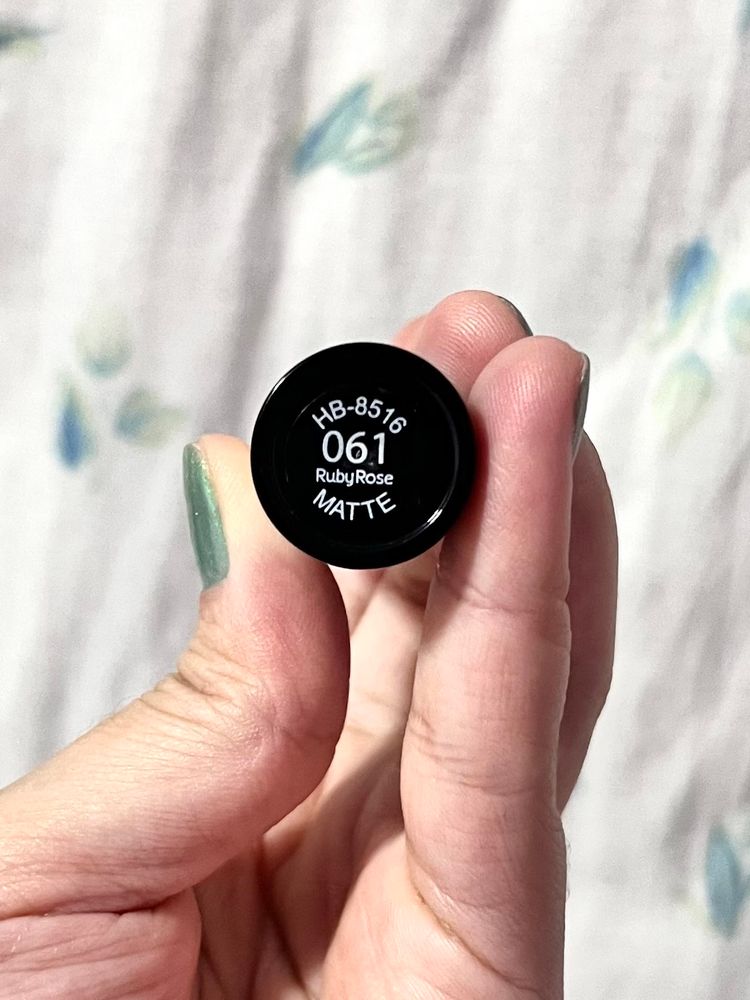 HB-8516
061
RubyRose
MATTE